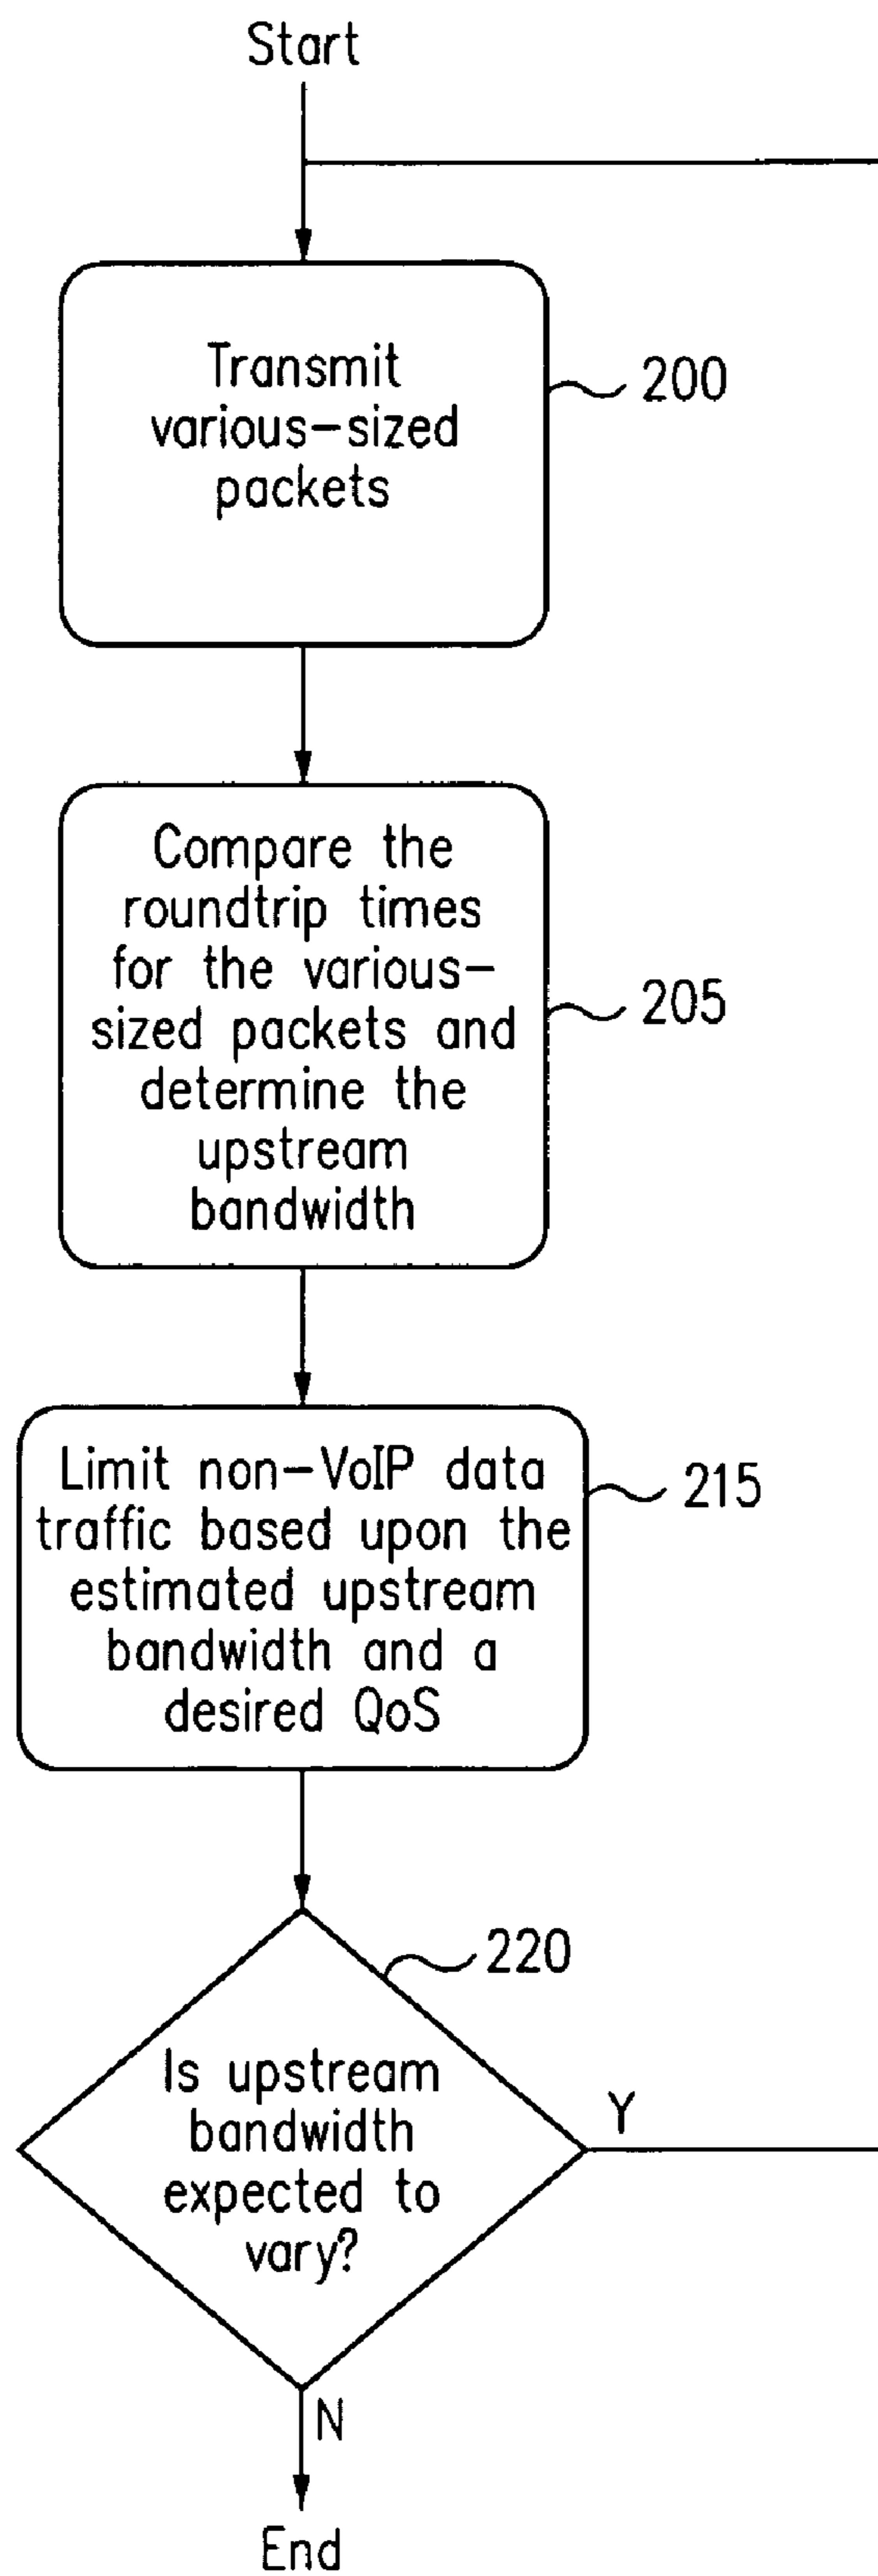 Start
Transmit
various-sized
packets
200
Compare the
roundtrip times
for the various-
sized packets and
determine the
upstream
bandwidth
205
Limit non-VoIP data
traffic based upon the
estimated upstream
bandwidth and a
desired QoS
215
220
Is upstream
bandwidth
expected to
vary?
Y
N
End